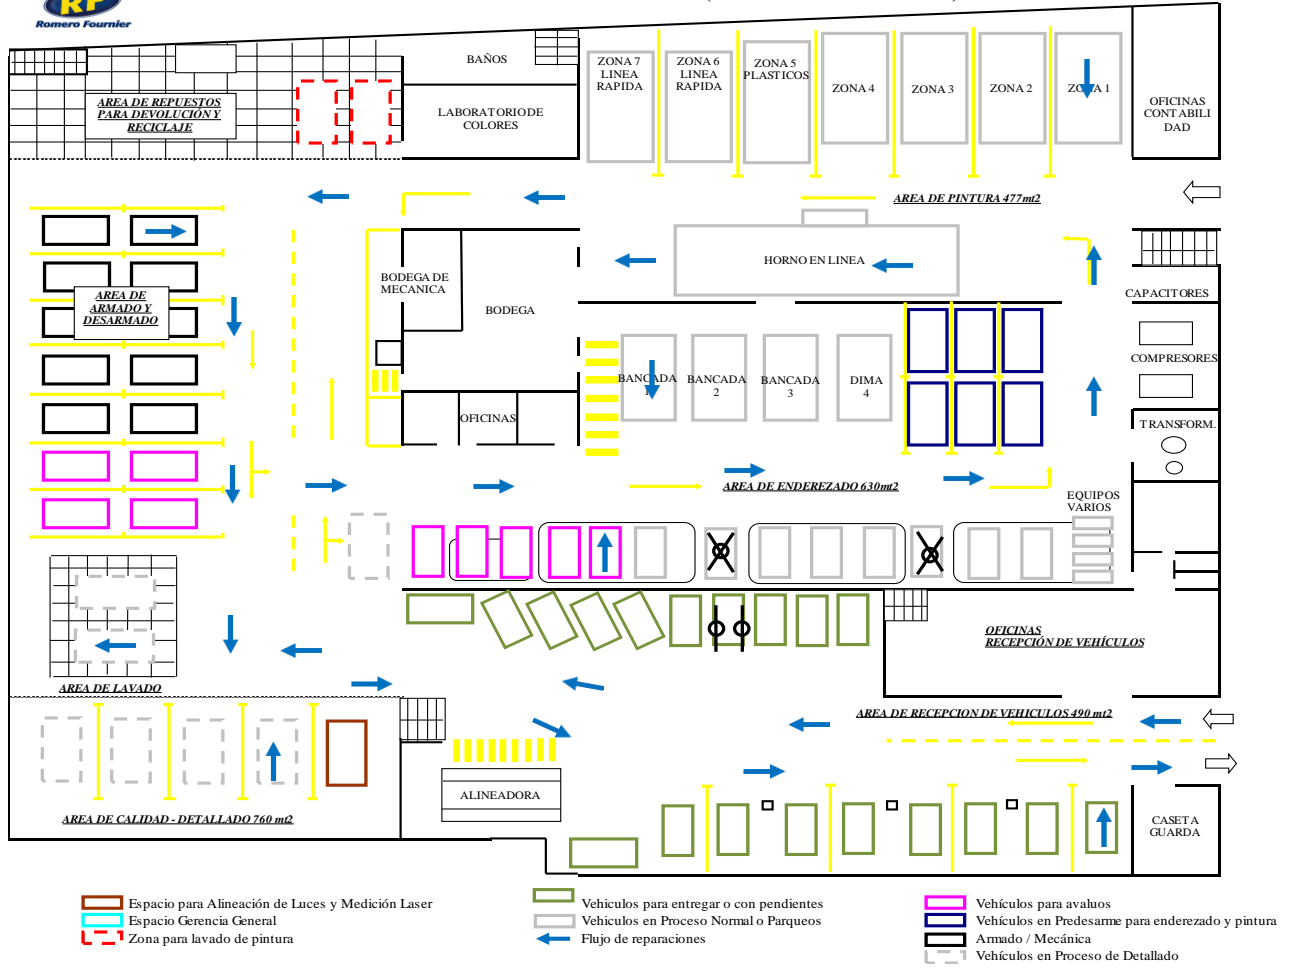 RP
Romero Fournier
BAÑOS
LABORATORIO DE
COLORES
AREA DE REPUESTOS
PARA DEVOLUCIÓN Y
RECICLAJE
ZONA 7
LINEA
RAPIDA
ZONA 6
LINEA
RAPIDA
ZONA 5
PLASTICOS
ZONA 4
ZONA 3
ZONA 2
ZONA 1
OFICINAS
CONTABILI
DAD
AREA DE PINTURA 477mt2
HORNO EN LINEA
BODEGA DE
MECANICA
BODEGA
CAPACITORES
AREA DE
ARMADO Y
DESARMADO
COMPRESORES
BANCADA
1
BANCADA
2
BANCADA
3
DIMA
4
OFICINAS
TRANSFORM.
AREA DE ENDEREZADO 630mt2
EQUIPOS
VARIOS
OFICINAS
RECEPCIÓN DE VEHÍCULOS
AREA DE LAVADO
AREA DE RECEPCION DE VEHICULOS 490 mt2
ALINEADORA
AREA DE CALIDAD - DETALLADO 760 mt2
CASETA
GUARDA
Espacio para Alineación de Luces y Medición Laser
Espacio Gerencia General
Zona para lavado de pintura
Vehiculos para entregar o con pendientes
Vehiculos en Proceso Normal o Parqueos
Flujo de reparaciones
Vehículos para avaluos
Vehículos en Predesarme para enderezado y pintura
Armado / Mecánica
Vehículos en Proceso de Detallado